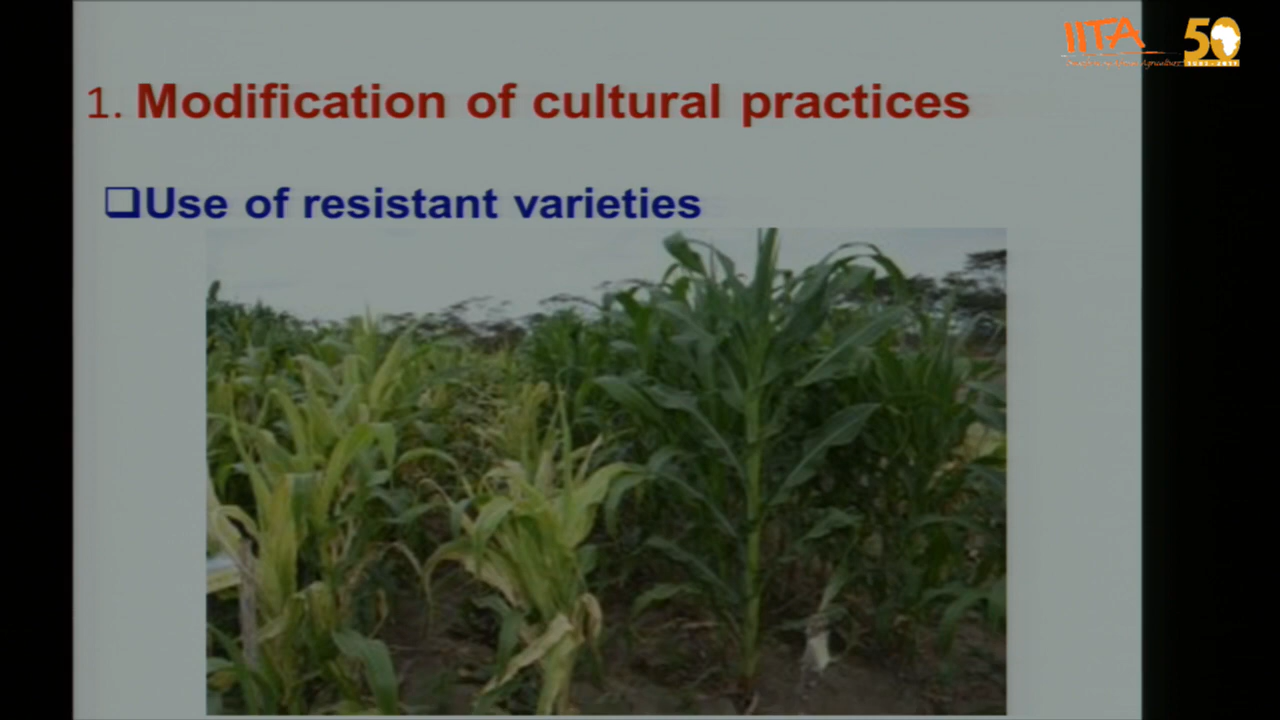 IITA
50
1. Modification of cultural practices
❑Use of resistant varieties